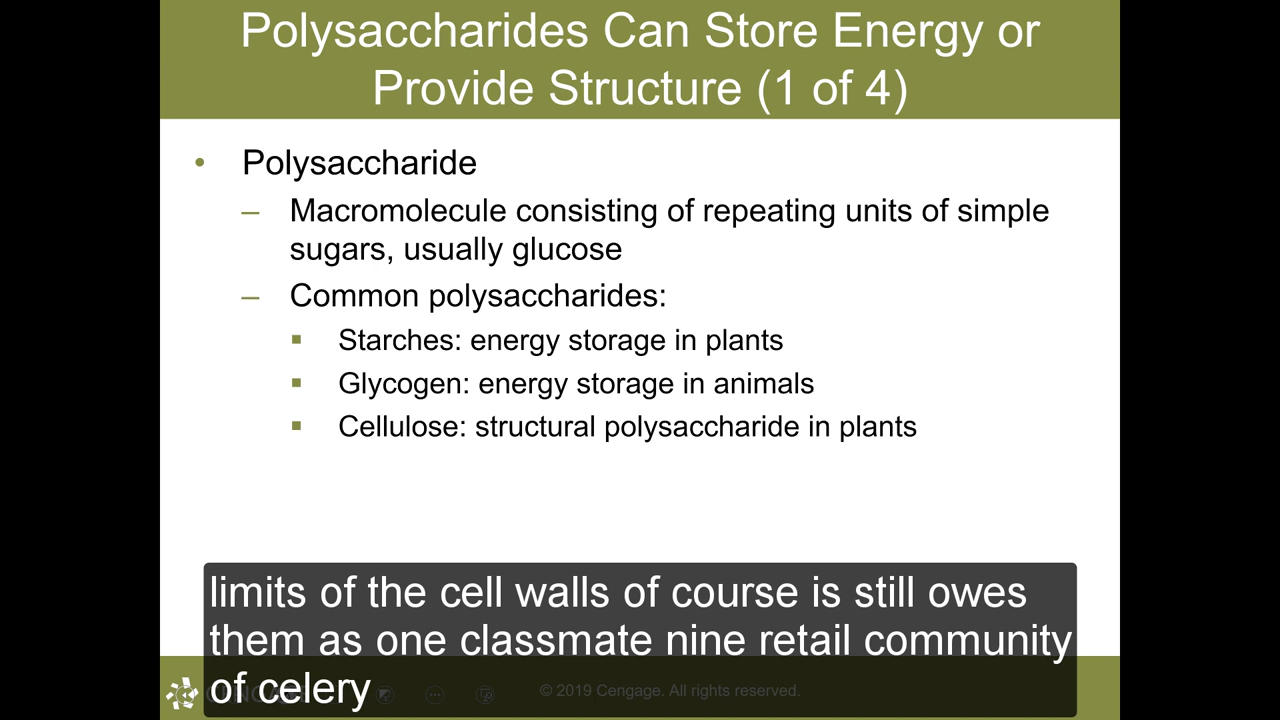 Polysaccharides Can Store Energy or
Provide Structure (1 of 4)
• Polysaccharide
– Macromolecule consisting of repeating units of simple
sugars, usually glucose
– Common polysaccharides:
▪ Starches: energy storage in plants
▪ Glycogen: energy storage in animals
▪ Cellulose: structural polysaccharide in plants
limits of the cell walls of course is still owes
them as one classmate nine retail community
of celery
© 2019 Cengage. All rights reserved.